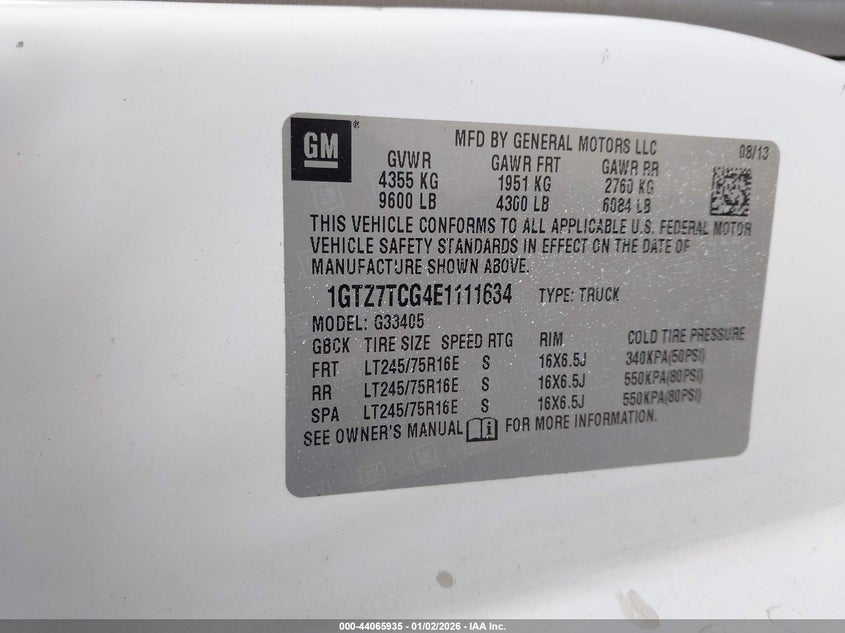 GM
®
MFD BY GENERAL MOTORS LLC
08/13
GVWR GAWR FRT GAWR RR
4355 KG 1951 KG 2760 KG
9600 LB 4300 LB 6084 LB
THIS VEHICLE CONFORMS TO ALL APPLICABLE U.S. FEDERAL MOTOR
VEHICLE SAFETY STANDARDS IN EFFECT ON THE DATE OF
MANUFACTURE SHOWN ABOVE.
1GTZ7TCG4E1111634 TYPE: TRUCK
MODEL: G33405
GBCK TIRE SIZE SPEED RTG RIM COLD TIRE PRESSURE
FRT LT245/75R16E S 16X6.5J 340KPA(50PSI)
RR LT245/75R16E S 16X6.5J 550KPA(80PSI)
SPA LT245/75R16E S 16X6.5J 550KPA(80PSI)
SEE OWNER'S MANUAL i FOR MORE INFORMATION.
000-44065935 - 01/02/2026 - IAA Inc.